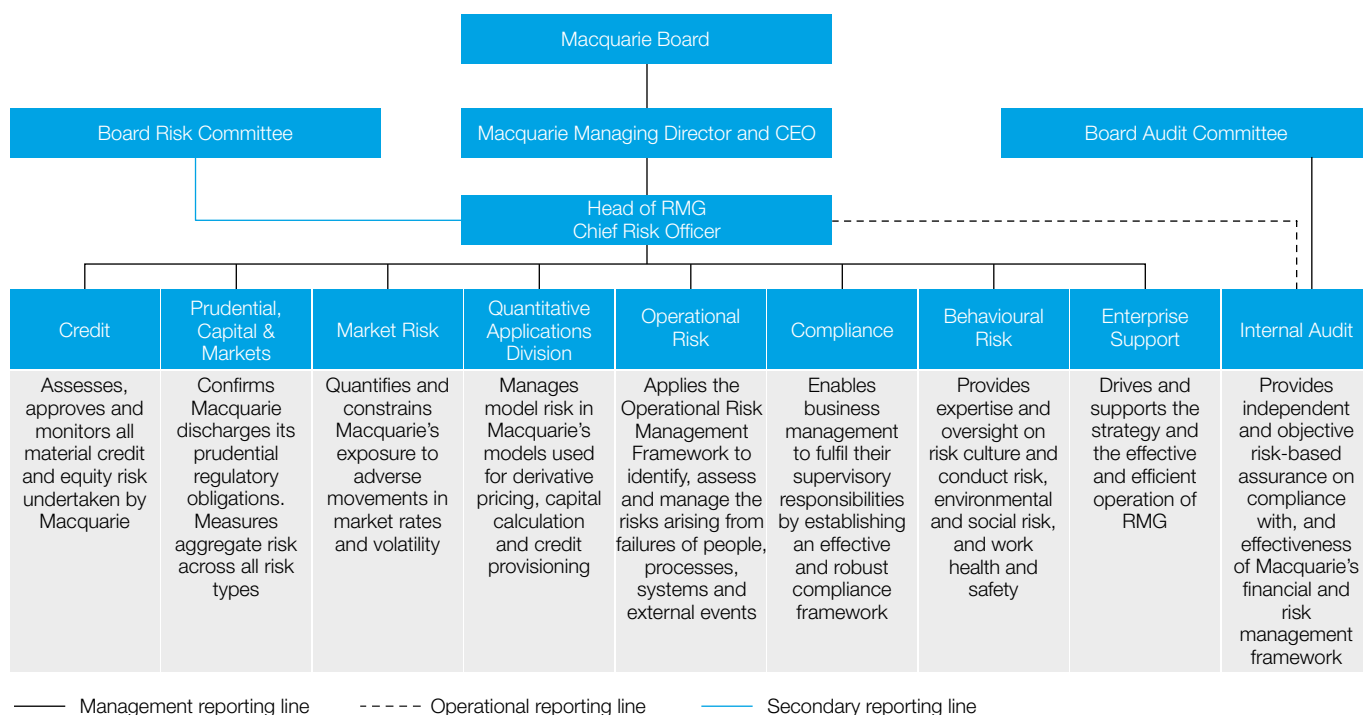 Macquarie Board
Board Risk Committee
Macquarie Managing Director and CEO
Board Audit Committee
Head of RMG
Chief Risk Officer
Credit
Assesses,
approves and
monitors all
material credit
and equity risk
undertaken by
Macquarie
Prudential,
Capital &
Markets
Confirms
Macquarie
discharges its
prudential
regulatory
obligations.
Measures
aggregate risk
across all risk
types
Market Risk
Quantifies and
constrains
Macquarie’s
exposure to
adverse
movements in
market rates
and volatility
Quantitative
Applications
Division
Manages
model risk in
Macquarie’s
models used
for derivative
pricing, capital
calculation
and credit
provisioning
Operational
Risk
Applies the
Operational Risk
Management
Framework to
identify, assess
and manage the
risks arising from
failures of people,
processes,
systems and
external events
Compliance
Enables
business
management
to fulfil their
supervisory
responsibilities
by establishing
an effective
and robust
compliance
framework
Behavioural
Risk
Provides
expertise and
oversight on
risk culture and
conduct risk,
environmental
and social risk,
and work
health and
safety
Enterprise
Support
Drives and
supports the
strategy and
the effective
and efficient
operation of
RMG
Internal Audit
Provides
independent
and objective
risk-based
assurance on
compliance
with, and
effectiveness
of Macquarie’s
financial and
risk
management
framework
Management reporting line
Operational reporting line
Secondary reporting line